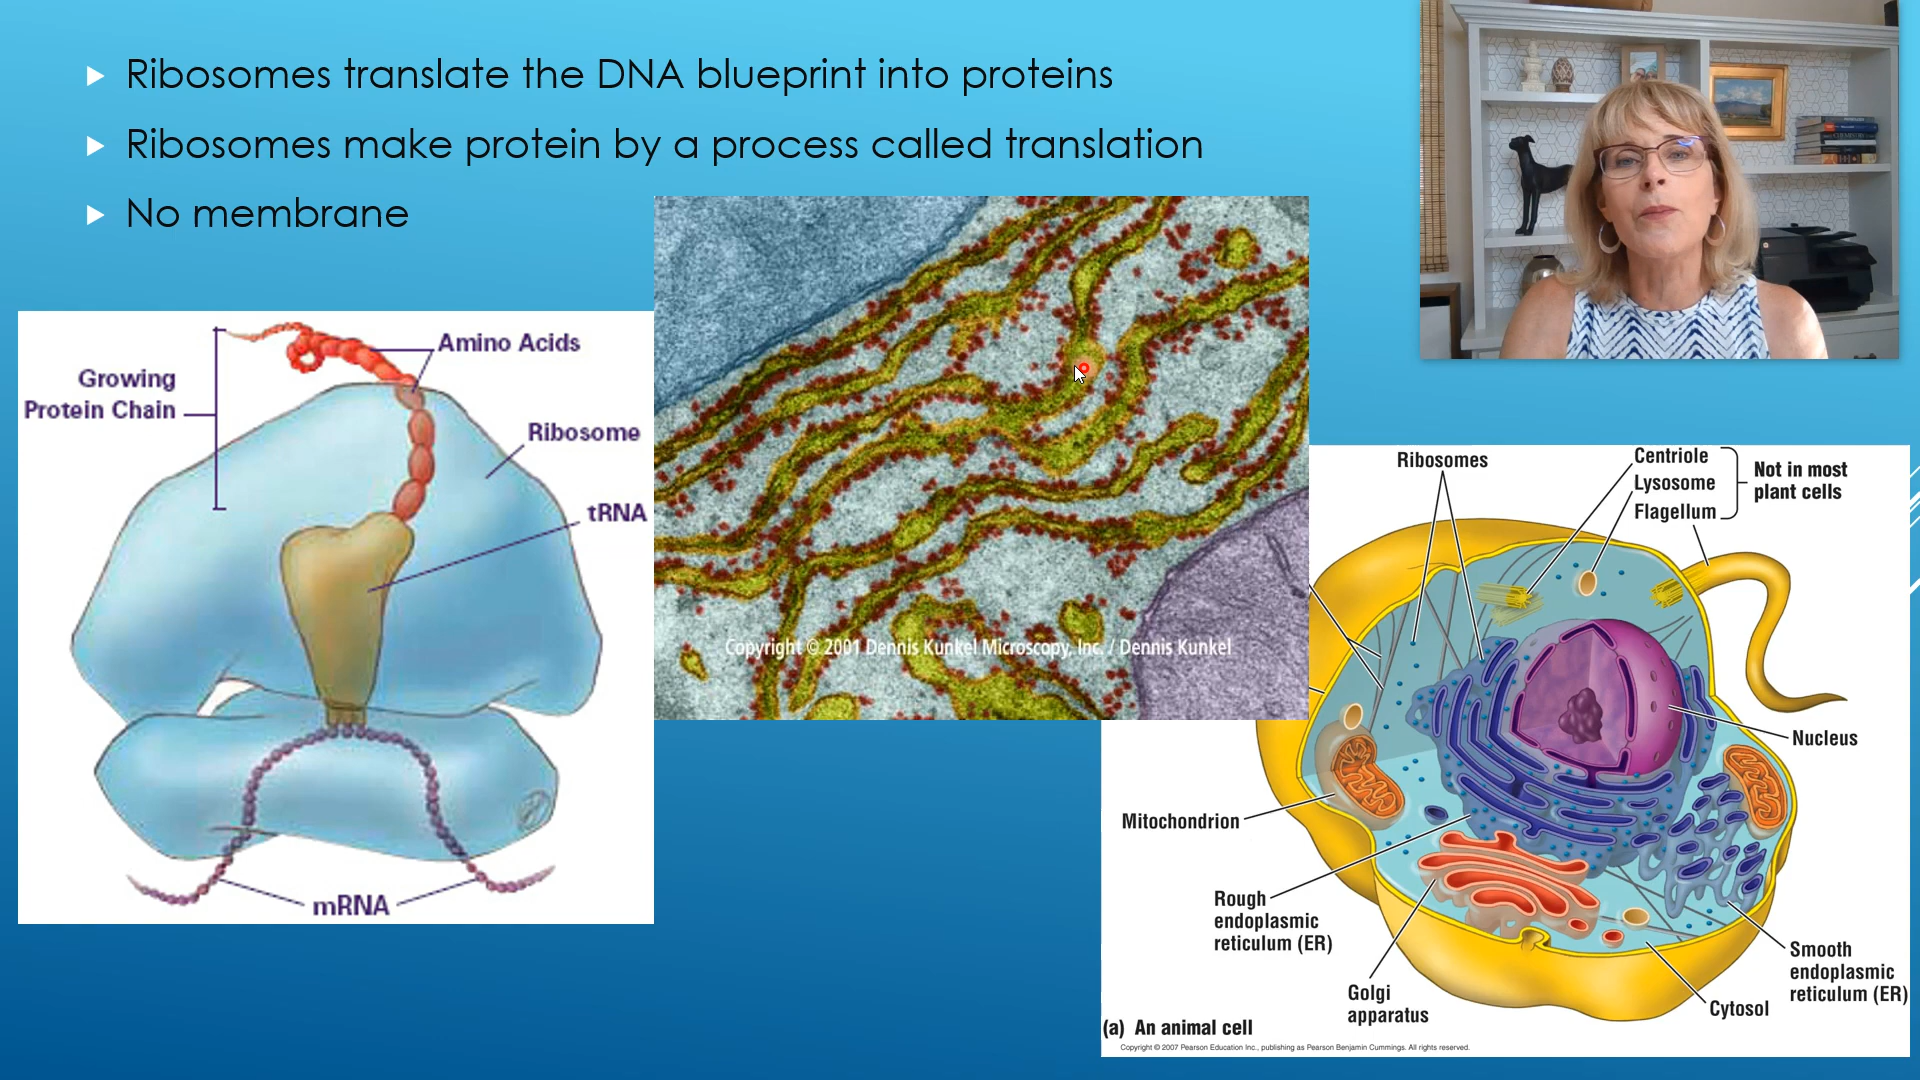 Ribosomes translate the DNA blueprint into proteins
Ribosomes make protein by a process called translation
No membrane
Amino Acids
Growing
Protein Chain
Ribosome
tRNA
mRNA
Copyright © 2001 Dennis Kunkel Microscopy, Inc. / Dennis Kunkel
Ribosomes
Centriole
Lysosome
Flagellum
Not in most
plant cells
Nucleus
Mitochondrion
Rough
endoplasmic
reticulum (ER)
Golgi
apparatus
Smooth
endoplasmic
reticulum (ER)
Cytosol
(a) An animal cell
Copyright © 2007 Pearson Education Inc., publishing as Pearson Benjamin Cummings. All rights reserved.